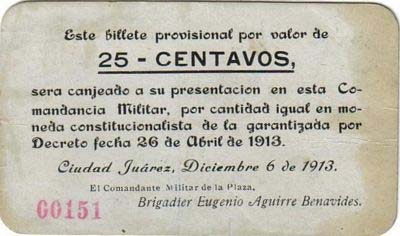 Este billete provisional por valor de
25 - CENTAVOS,
sera canjeado a su presentacion en esta Co-
mandancia Militar, por cantidad igual en mo-
neda constitucionalista de la garantizada por
Decreto fecha 26 de Abril de 1913.
Ciudad Juárez, Diciembre 6 de 1913.
El Comandante Militar de la Plaza,
Brigadier Eugenio Aguirre Benavides.
00151